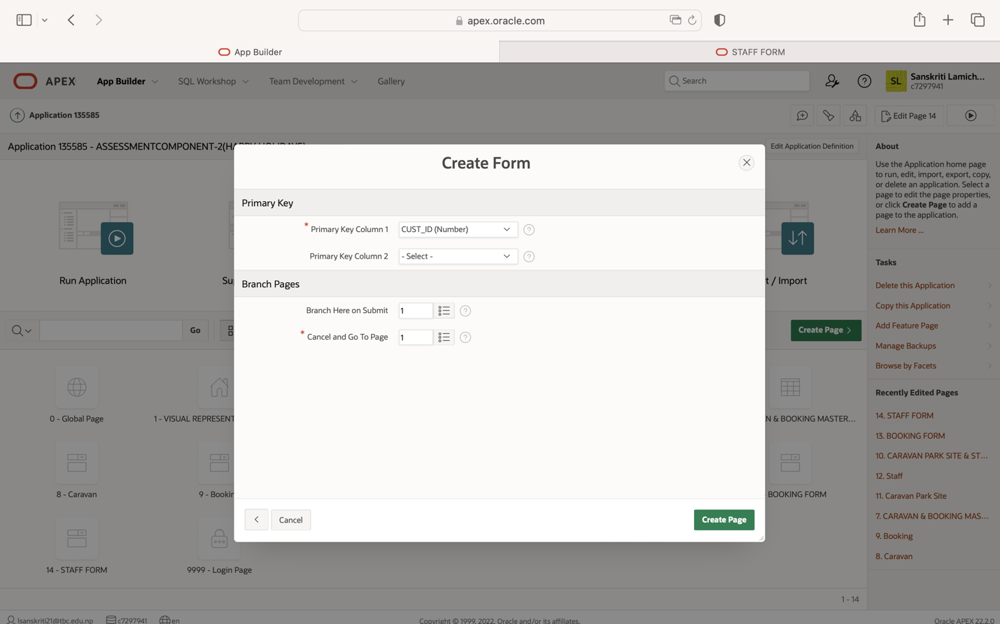 apex.oracle.com
App Builder
STAFF FORM
APEX
App Builder
SQL Workshop
Team Development
Gallery
Search
SL
Sanskriti Lamich...
c7297941
Application 135585
Edit Page 14
Application 135585 - ASSESSMENTCOMPONENT-2(HAPPY HOLIDAYS)
Edit Application Definition
About
Use the Application home page
to run, edit, import, export, copy,
or delete an application. Select a
page to edit the page properties,
or click Create Page to add a
page to the application.
Learn More ...
Create Form
Primary Key
* Primary Key Column 1
CUST_ID (Number)
?
Primary Key Column 2
- Select -
?
Branch Pages
Branch Here on Submit
1
?
* Cancel and Go To Page
1
?
Cancel
Create Page
Run Application
Su
t / Import
Go
Create Page
Tasks
Delete this Application
Copy this Application
Add Feature Page
Manage Backups
Browse by Facets
Recently Edited Pages
14. STAFF FORM
13. BOOKING FORM
10. CARAVAN PARK SITE & ST...
12. Staff
11. Caravan Park Site
7. CARAVAN & BOOKING MAS...
9. Booking
8. Caravan
0 - Global Page
1 - VISUAL REPRESENT
N & BOOKING MASTER...
8 - Caravan
9 - Bookin
BOOKING FORM
14 - STAFF FORM
9999 - Login Page
1 - 14
lsanskriti21@tbc.edu.np
c7297941
en
Copyright © 1999, 2022, Oracle and/or its affiliates.
Oracle APEX 22.2.0